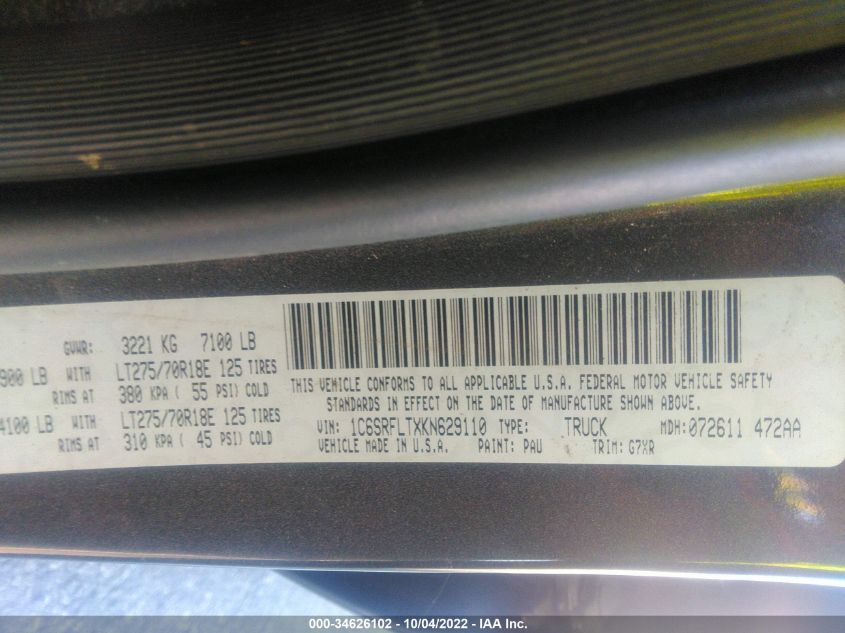 GVWR: 3221 KG 7100 LB
900 LB WITH LT275/70R18E 125 TIRES
RIMS AT 380 KPA ( 55 PSI) COLD
4100 LB WITH LT275/70R18E 125 TIRES
RIMS AT 310 KPA ( 45 PSI) COLD
THIS VEHICLE CONFORMS TO ALL APPLICABLE U.S.A. FEDERAL MOTOR VEHICLE SAFETY
STANDARDS IN EFFECT ON THE DATE OF MANUFACTURE SHOWN ABOVE.
VIN: 1C6SRFLTXKN629110 TYPE: TRUCK MDH: 072611 472AA
VEHICLE MADE IN U.S.A. PAINT: PAU TRIM: G7XR
000-34626102 - 10/04/2022 - IAA Inc.